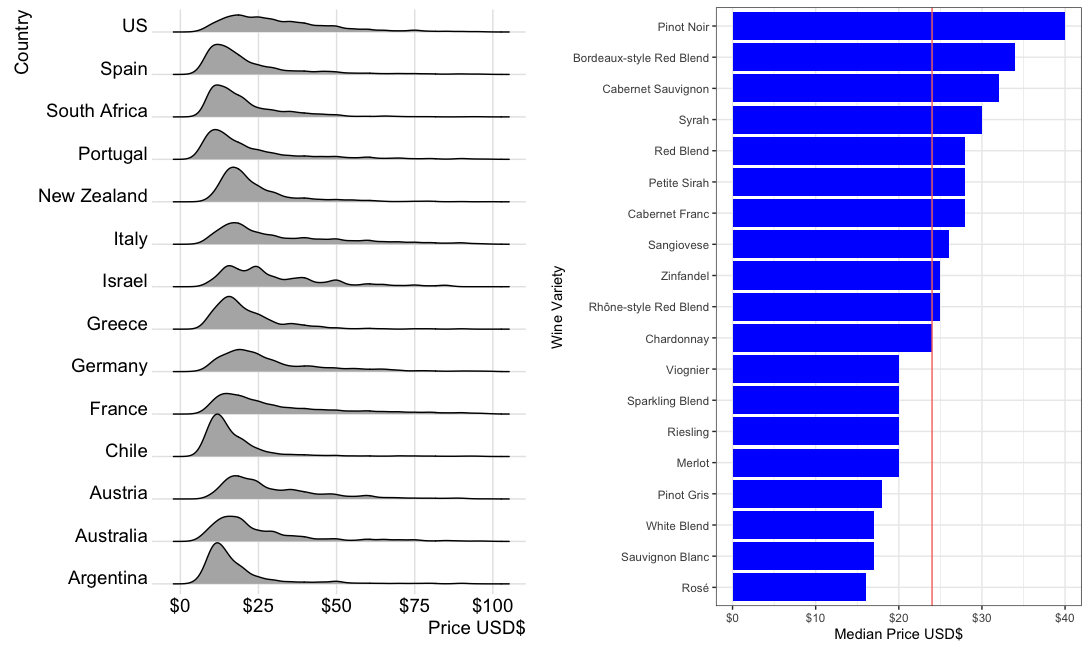 Country
US
Spain
South Africa
Portugal
New Zealand
Italy
Israel
Greece
Germany
France
Chile
Austria
Australia
Argentina
$0 $25 $50 $75 $100
Price USD$
Wine Variety
Pinot Noir
Bordeaux-style Red Blend
Cabernet Sauvignon
Syrah
Red Blend
Petite Sirah
Cabernet Franc
Sangiovese
Zinfandel
Rhône-style Red Blend
Chardonnay
Viognier
Sparkling Blend
Riesling
Merlot
Pinot Gris
White Blend
Sauvignon Blanc
Rosé
$0 $10 $20 $30 $40
Median Price USD$